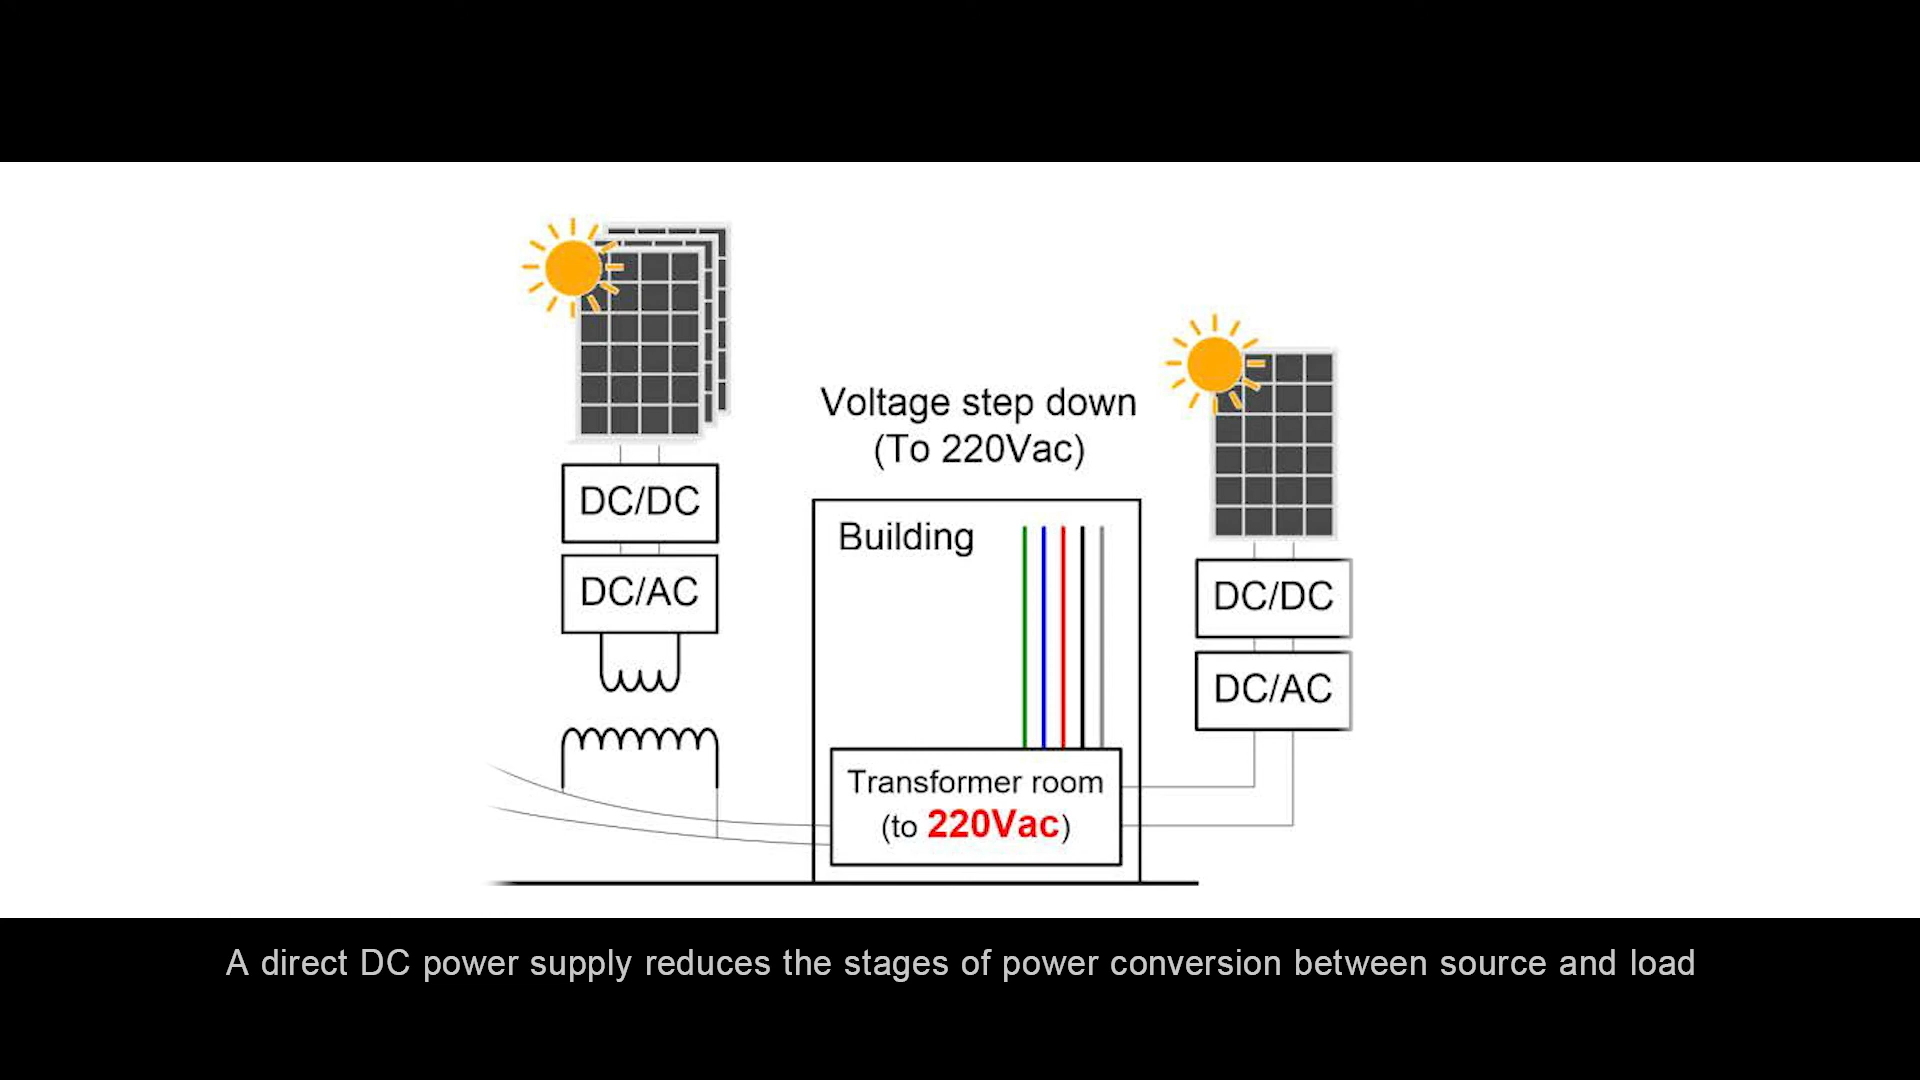 Voltage step down
(To 220Vac)
DC/DC
DC/AC
Building
Transformer room
(to 220Vac)
DC/DC
DC/AC
A direct DC power supply reduces the stages of power conversion between source and load